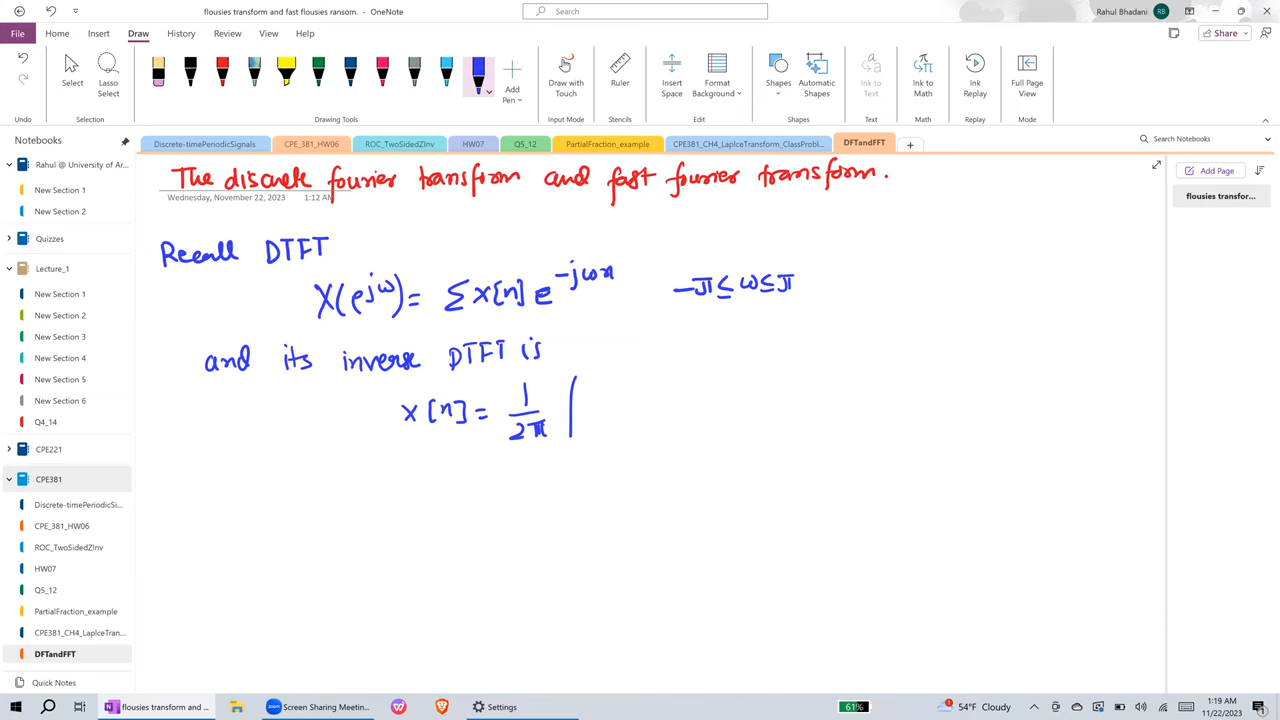 flousies transform and fast flousies ransom. - OneNote
Search
Rahul Bhadani RB
File Home Insert Draw History Review View Help
Share
Select
Lasso Select
Add Pen
Draw with Touch
Ruler
Insert Space
Format Background
Shapes
Automatic Shapes
Ink to Text
Ink to Math
Ink Replay
Full Page View
Undo Selection Drawing Tools Input Mode Stencils Edit Shapes Text Math Replay Mode
Notebooks
Discrete-timePeriodicSignals CPE_381_HW06 ROC_TwoSidedZInv HW07 Q5_12 PartialFraction_example CPE381_CH4_LaplceTransform_ClassProbl... DFTandFFT
Search Notebooks
Rahul @ University of Ar...
New Section 1
New Section 2
Quizzes
Lecture_1
New Section 1
New Section 2
New Section 3
New Section 4
New Section 5
New Section 6
Q4_14
CPE221
CPE381
Discrete-timePeriodicSi...
CPE_381_HW06
ROC_TwoSidedZInv
HW07
Q5_12
PartialFraction_example
CPE381_CH4_LaplceTran...
DFTandFFT
Quick Notes
The discrete fourier transform and fast fourier transform.
Wednesday, November 22, 2023 1:12 AM
Recall DTFT
X(e^{jω}) = Σ x[n] e^{-jωn} -π ≤ ω ≤ π
and its inverse DTFT is
x[n] = 1/2π
Add Page
flousies transfor...
flousies transform and ...
Screen Sharing Meetin...
Settings
61%
54°F Cloudy
1:19 AM
11/22/2023